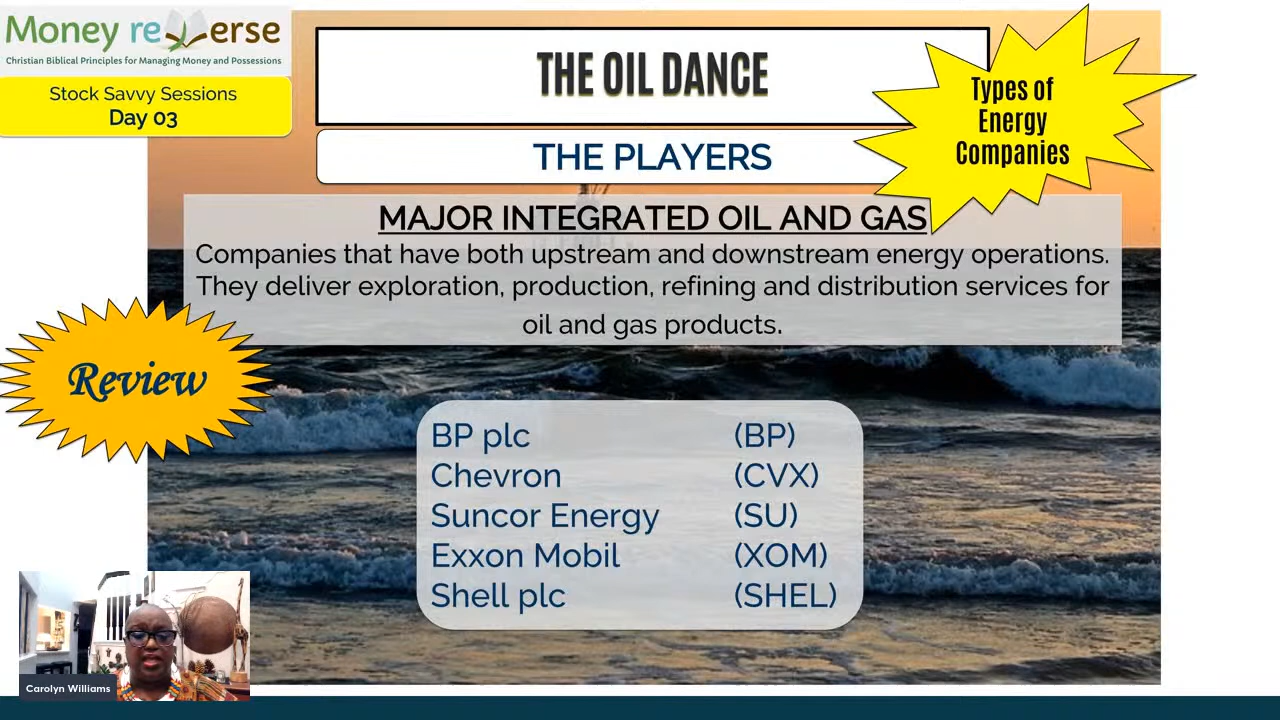 Money re erse
Christian Biblical Principles for Managing Money and Possessions
Stock Savvy Sessions
Day 03
THE OIL DANCE
THE PLAYERS
Types of
Energy
Companies
MAJOR INTEGRATED OIL AND GAS
Companies that have both upstream and downstream energy operations.
They deliver exploration, production, refining and distribution services for
oil and gas products.
Review
BP plc (BP)
Chevron (CVX)
Suncor Energy (SU)
Exxon Mobil (XOM)
Shell plc (SHEL)
Carolyn Williams